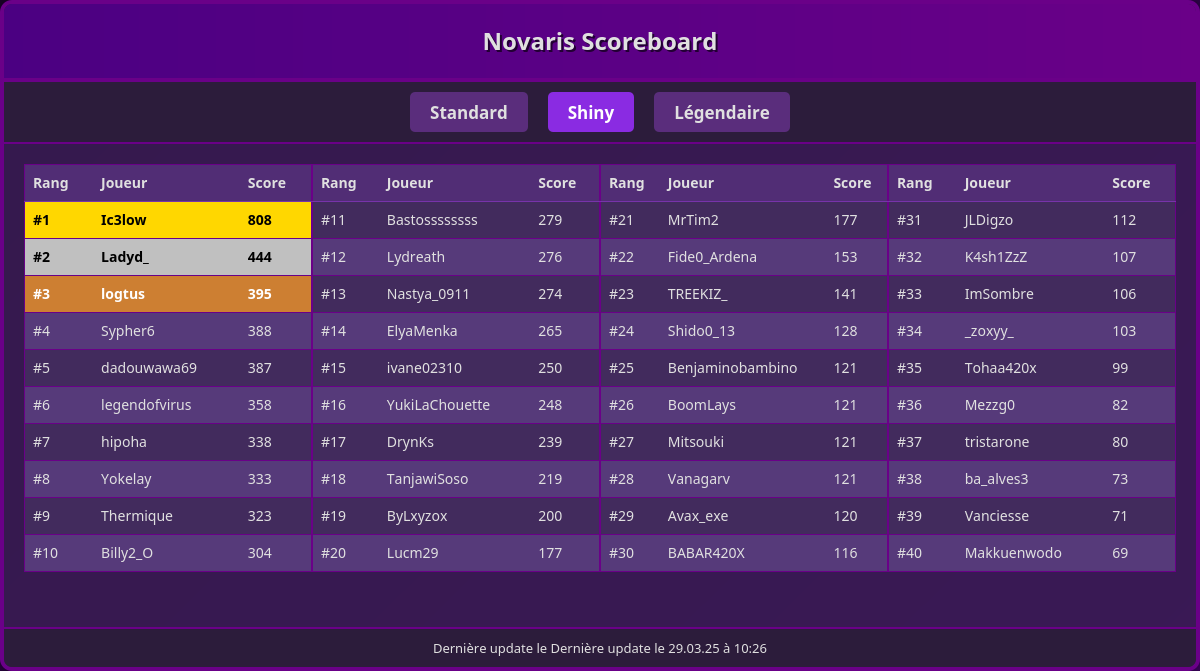 Novaris Scoreboard
Standard Shiny Légendaire
Rang Joueur Score Rang Joueur Score Rang Joueur Score Rang Joueur Score
#1 Ic3low 808 #11 Bastossssssss 279 #21 MrTim2 177 #31 JLDigzo 112
#2 Ladyd_ 444 #12 Lydreath 276 #22 Fide0_Ardena 153 #32 K4sh1ZzZ 107
#3 logtus 395 #13 Nastya_0911 274 #23 TREEKIZ_ 141 #33 ImSombre 106
#4 Sypher6 388 #14 ElyaMenka 265 #24 Shido0_13 128 #34 _zoxyy_ 103
#5 dadouwawa69 387 #15 ivane02310 250 #25 Benjaminobambino 121 #35 Tohaa420x 99
#6 legendofvirus 358 #16 YukiLaChouette 248 #26 BoomLays 121 #36 Mezzg0 82
#7 hipoha 338 #17 DrynKs 239 #27 Mitsouki 121 #37 tristarone 80
#8 Yokelay 333 #18 TanjawiSoso 219 #28 Vanagarv 121 #38 ba_alves3 73
#9 Thermique 323 #19 ByLxyzox 200 #29 Avax_exe 120 #39 Vanciesse 71
#10 Billy2_O 304 #20 Lucm29 177 #30 BABAR420X 116 #40 Makkuenwodo 69
Dernière update le Dernière update le 29.03.25 à 10:26